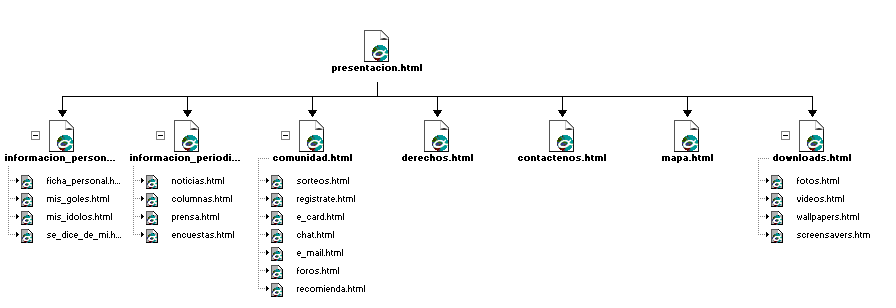 presentacion.html
informacion_person...
informacion_periodi...
comunidad.html
derechos.html
contactenos.html
mapa.html
downloads.html
ficha_personal.h...
mis_goles.html
mis_idolos.html
se_dice_de_mi.h...
noticias.html
columnas.html
prensa.html
encuestas.html
sorteos.html
registrate.html
e_card.html
chat.html
e_mail.html
foros.html
recomienda.html
fotos.html
videos.html
wallpapers.html
screensavers.html